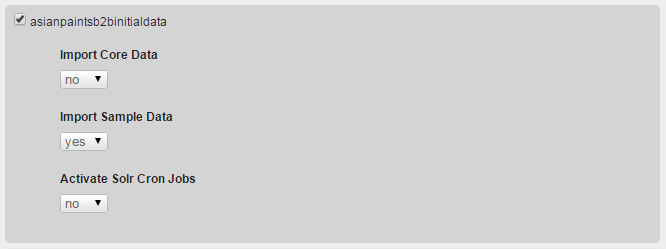 asianpaintsb2binitialdata
Import Core Data
no
Import Sample Data
yes
Activate Solr Cron Jobs
no